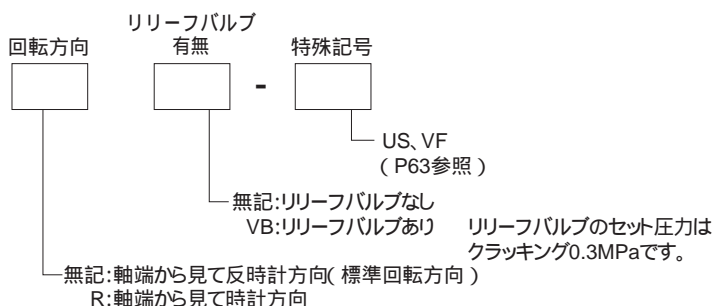 リリーフバルブ
回転方向 有無 特殊記号
-
US、VF
( P63参照 )
無記:リリーフバルブなし
VB:リリーフバルブあり リリーフバルブのセット圧力は
クラッキング0.3MPaです。
無記:軸端から見て反時計方向( 標準回転方向 )
R:軸端から見て時計方向